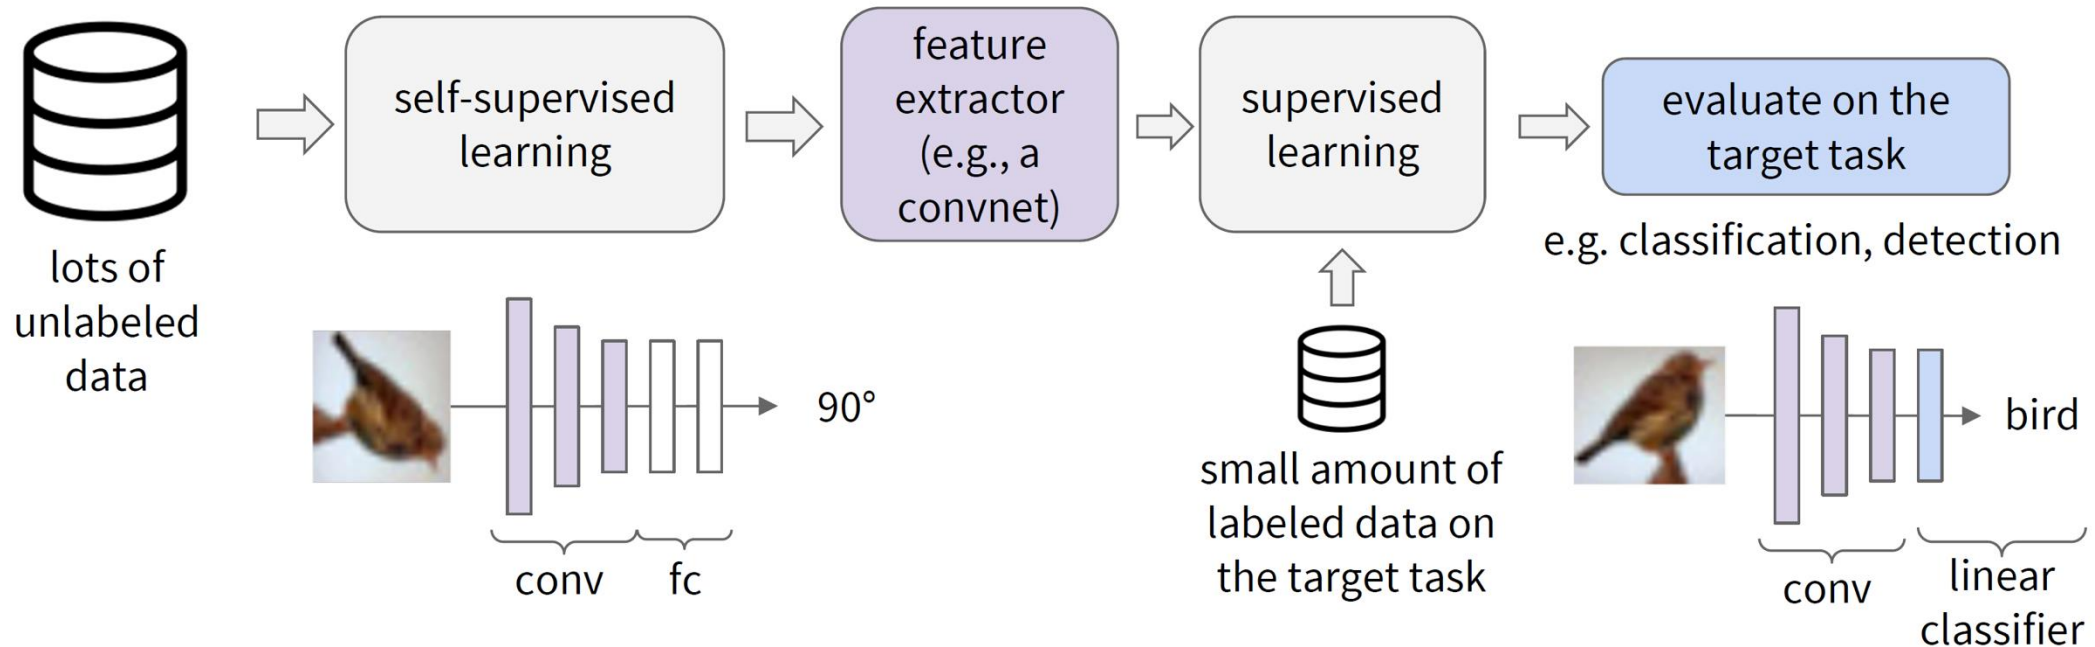 lots of
unlabeled
data
self-supervised
learning
feature
extractor
(e.g., a
convnet)
supervised
learning
evaluate on the
target task
e.g. classification, detection
90°
conv
fc
small amount of
labeled data on
the target task
bird
conv
linear
classifier